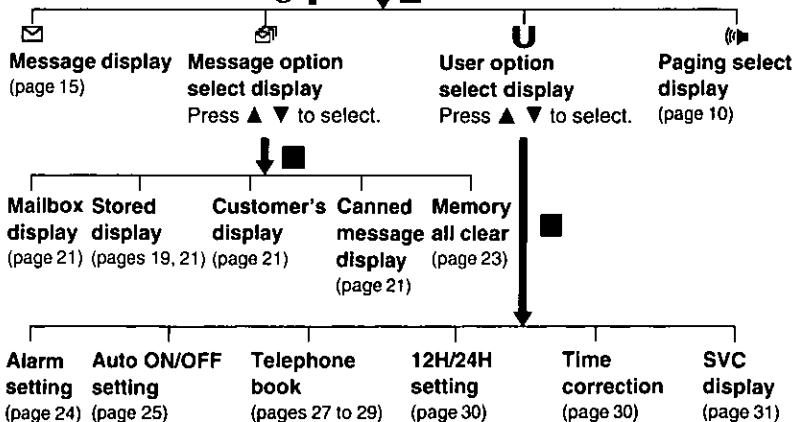 Message display
(page 15)
Message option
select display
Press ▲ ▼ to select.
U
User option
select display
Press ▲ ▼ to select.
Paging select
display
(page 10)
Mailbox
display
(page 21)
Stored
display
(pages 19, 21)
Customer's
display
(page 21)
Canned
message
display
(page 21)
Memory
all clear
(page 23)
Alarm
setting
(page 24)
Auto ON/OFF
setting
(page 25)
Telephone
book
(pages 27 to 29)
12H/24H
setting
(page 30)
Time
correction
(page 30)
SVC
display
(page 31)